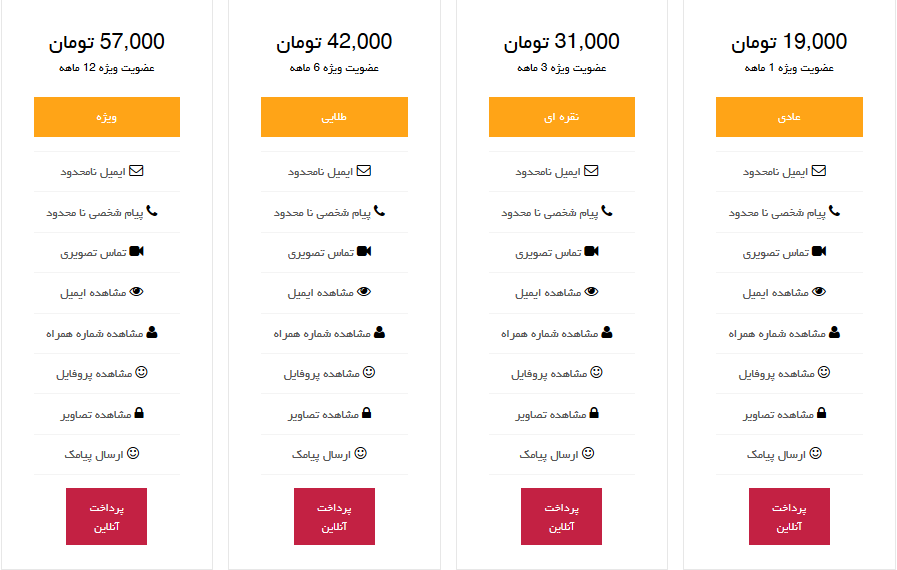 19,000 تومان
عضویت ویژه 1 ماهه
عادی
ایمیل نامحدود
پیام شخصی نا محدود
تماس تصویری
مشاهده ایمیل
مشاهده شماره همراه
مشاهده پروفایل
مشاهده تصاویر
ارسال پیامک
پرداخت
آنلاین
31,000 تومان
عضویت ویژه 3 ماهه
نقره ای
ایمیل نامحدود
پیام شخصی نا محدود
تماس تصویری
مشاهده ایمیل
مشاهده شماره همراه
مشاهده پروفایل
مشاهده تصاویر
ارسال پیامک
پرداخت
آنلاین
42,000 تومان
عضویت ویژه 6 ماهه
طلایی
ایمیل نامحدود
پیام شخصی نا محدود
تماس تصویری
مشاهده ایمیل
مشاهده شماره همراه
مشاهده پروفایل
مشاهده تصاویر
ارسال پیامک
پرداخت
آنلاین
57,000 تومان
عضویت ویژه 12 ماهه
ویژه
ایمیل نامحدود
پیام شخصی نا محدود
تماس تصویری
مشاهده ایمیل
مشاهده شماره همراه
مشاهده پروفایل
مشاهده تصاویر
ارسال پیامک
پرداخت
آنلاین